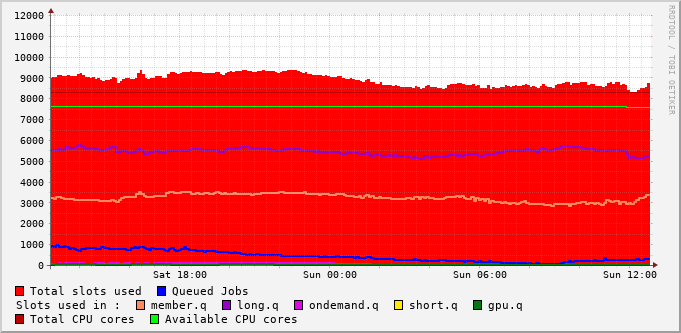 RRDTOOL / TOBI OETIKER
12000
11000
10000
9000
8000
7000
6000
5000
4000
3000
2000
1000
0
Sat 18:00 Sun 00:00 Sun 06:00 Sun 12:00
Total slots used Queued Jobs
Slots used in : member.q long.q ondemand.q short.q gpu.q
Total CPU cores Available CPU cores